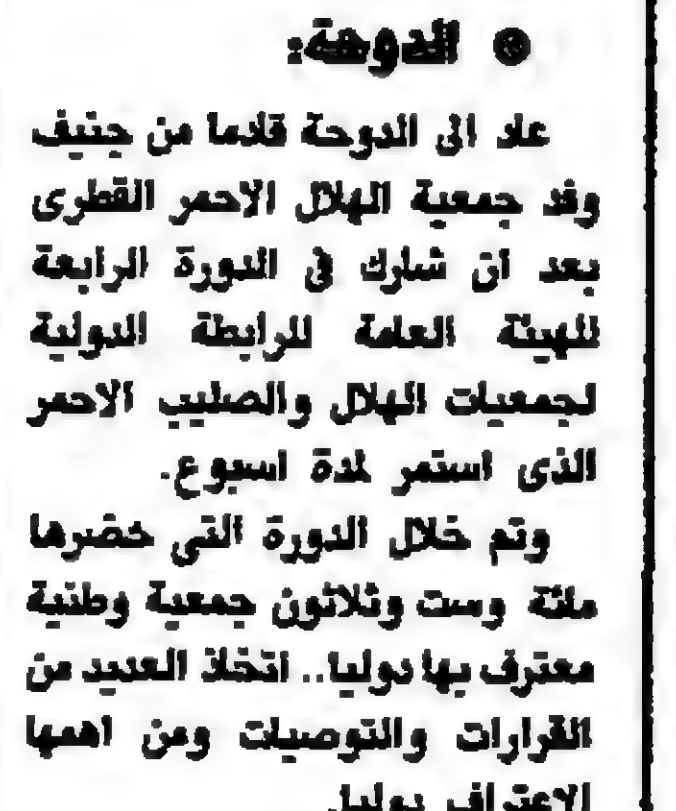 ● الدوحة:
عاد الى الدوحة قادما من جنيف
وفد جمعية الهلال الاحمر القطرى
بعد ان شارك في الدورة الرابعة
للهيئة العامة للرابطة الدولية
لجمعيات الهلال والصليب الاحمر
الذى استمر لمدة اسبوع.
وتم خلال الدورة التي حضرها
مائة وست وثلاثون جمعية وطنية
معترف بها دوليا.. اتخاذ العديد من
القرارات والتوصيات ومن اهمها
الاعتراف دوليا